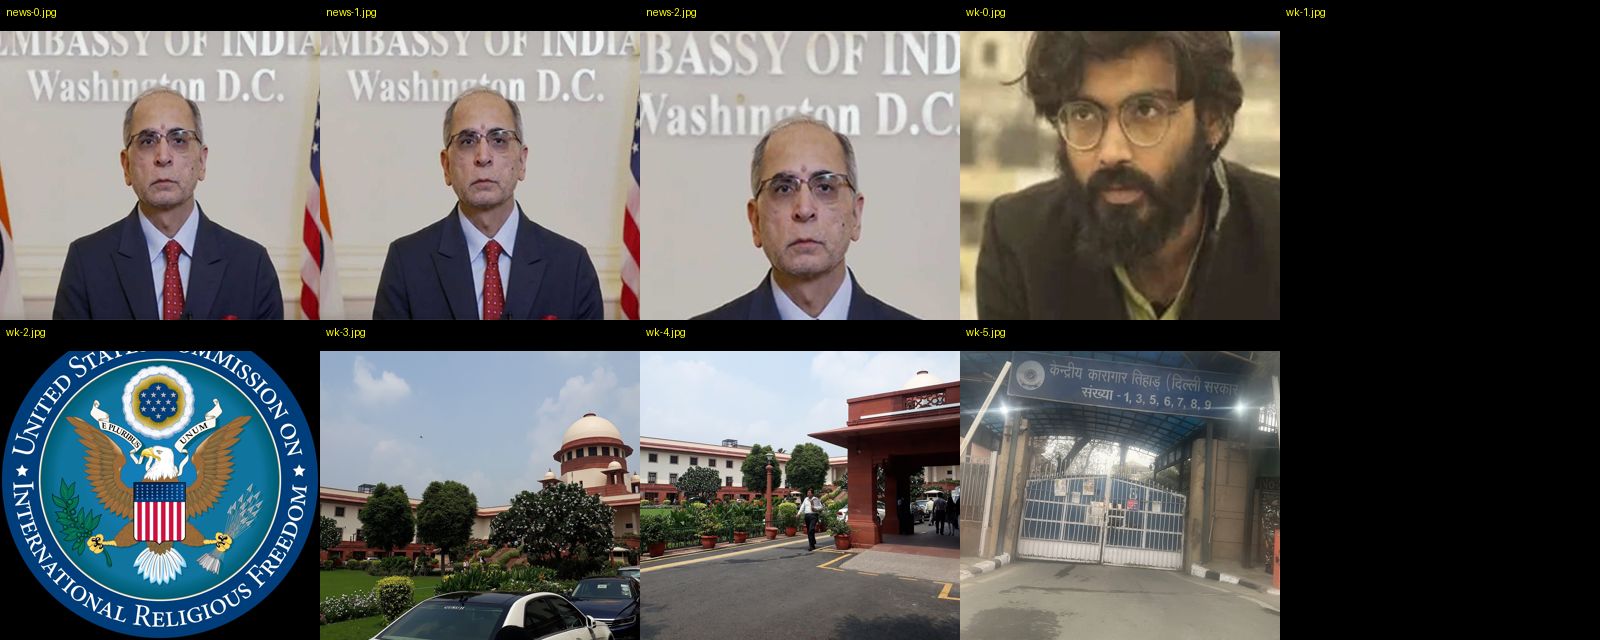 news-0.jpg
news-1.jpg
news-2.jpg
wk-0.jpg
wk-1.jpg
EMBASSY OF INDIA
Washington D.C.
EMBASSY OF INDIA
Washington D.C.
BASSY OF IND
Washington D.C.
wk-2.jpg
wk-3.jpg
wk-4.jpg
wk-5.jpg
UNITED STATES COMMISSION ON
INTERNATIONAL RELIGIOUS FREEDOM
E PLURIBUS UNUM
केन्द्रीय कारागार तिहाड़ (दिल्ली सरकार
संख्या - 1, 3, 5, 6, 7, 8, 9